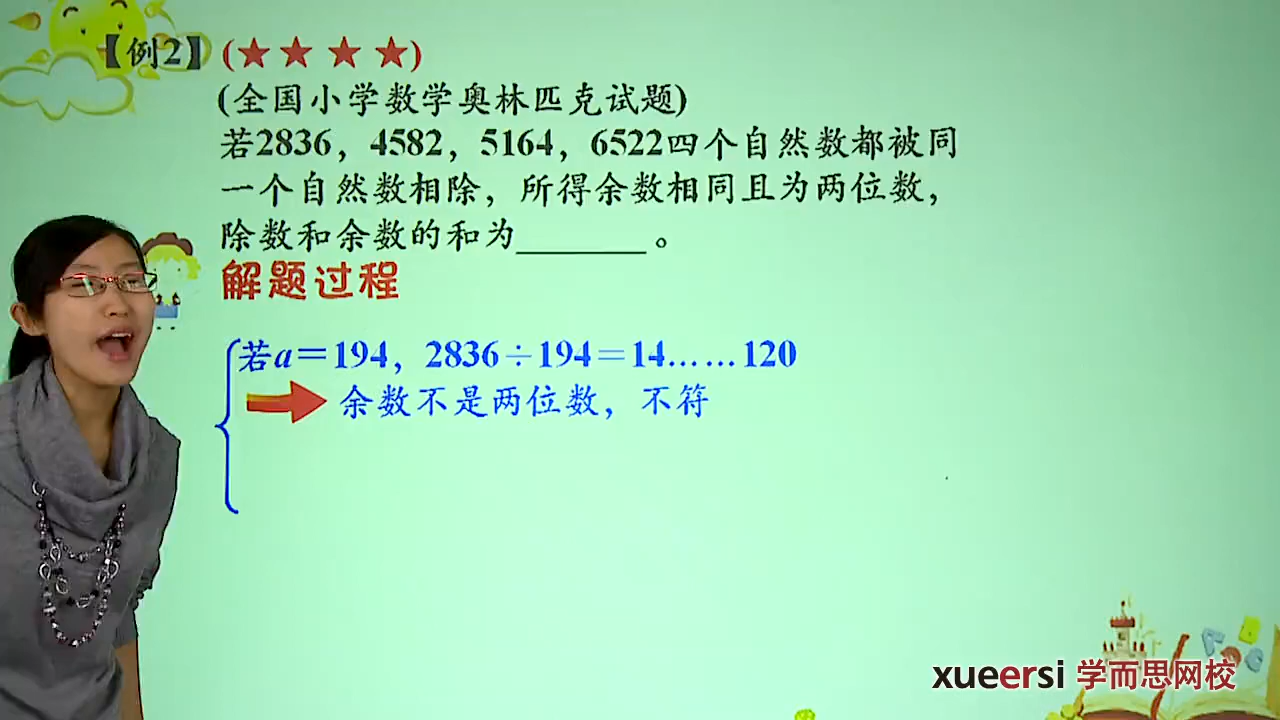 【例2】(★★★★)
(全国小学数学奥林匹克试题)
若2836，4582，5164，6522四个自然数都被同
一个自然数相除，所得余数相同且为两位数，
除数和余数的和为______。
解题过程
若a＝194，2836÷194＝14……120
余数不是两位数，不符
xueersi 学而思网校